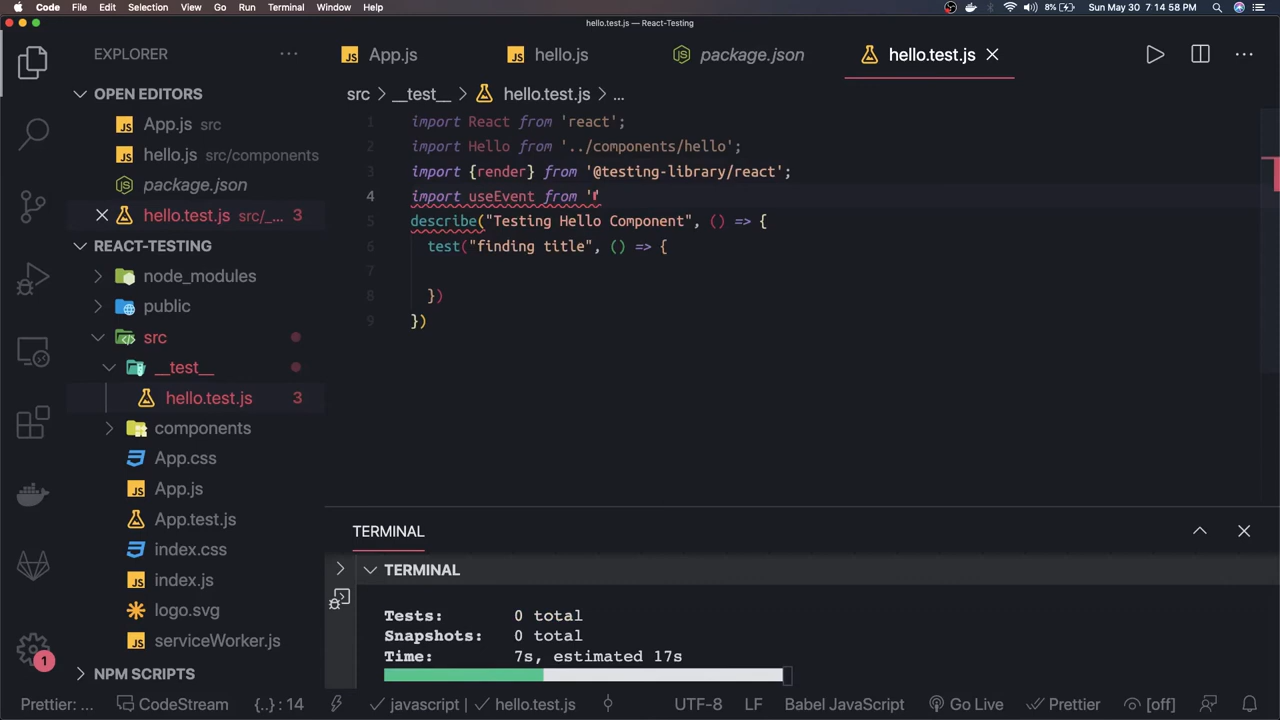 Code File Edit Selection View Go Run Terminal Window Help 8% Sun May 30 7:14:58 PM
hello.test.js — React-Testing
EXPLORER
App.js
hello.js
package.json
hello.test.js
OPEN EDITORS
App.js src
hello.js src/components
package.json
hello.test.js src/_... 3
REACT-TESTING
node_modules
public
src
__test__
hello.test.js 3
components
App.css
App.js
App.test.js
index.css
index.js
logo.svg
serviceWorker.js
NPM SCRIPTS
1
src > __test__ > hello.test.js > ...
1 import React from 'react';
2 import Hello from '../components/hello';
3 import {render} from '@testing-library/react';
4 import useEvent from '
5 describe("Testing Hello Component", () => {
6 test("finding title", () => {
7
8 })
9 })
TERMINAL
TERMINAL
Tests: 0 total
Snapshots: 0 total
Time: 7s, estimated 17s
Prettier: ... CodeStream {..} : 14 javascript hello.test.js UTF-8 LF Babel JavaScript Go Live Prettier [off]